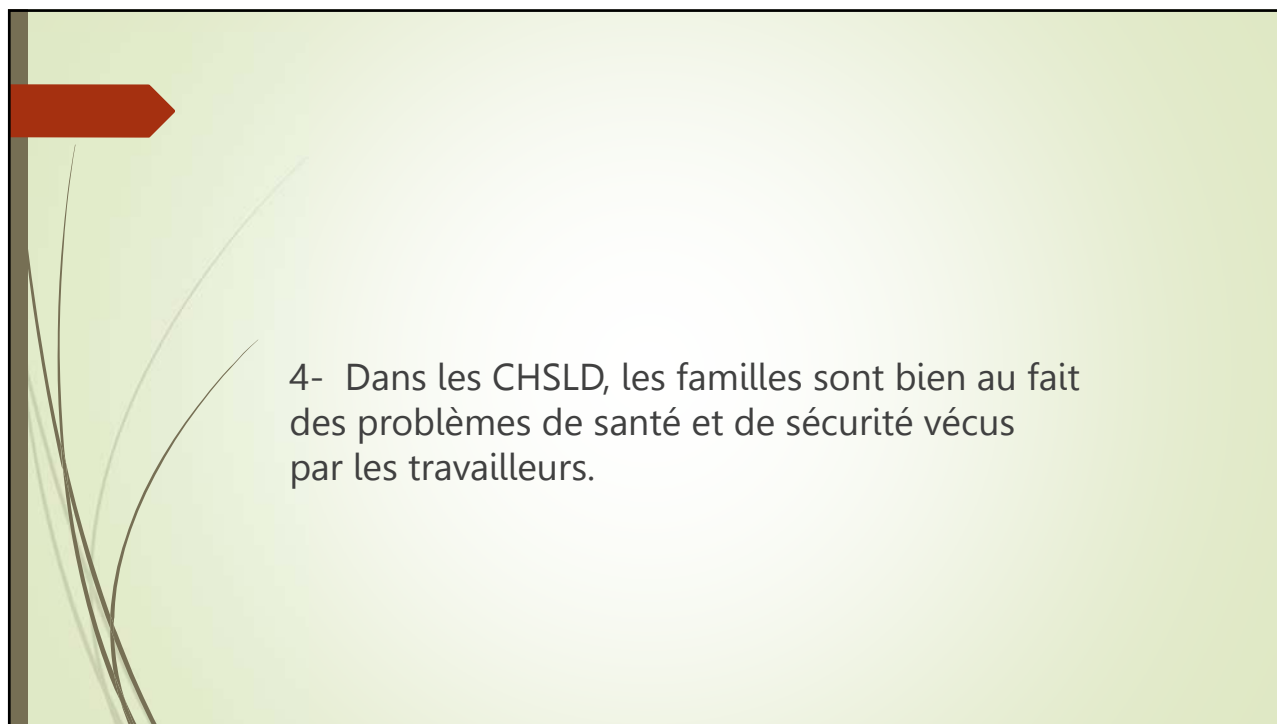 4- Dans les CHSLD, les familles sont bien au fait
des problèmes de santé et de sécurité vécus
par les travailleurs.